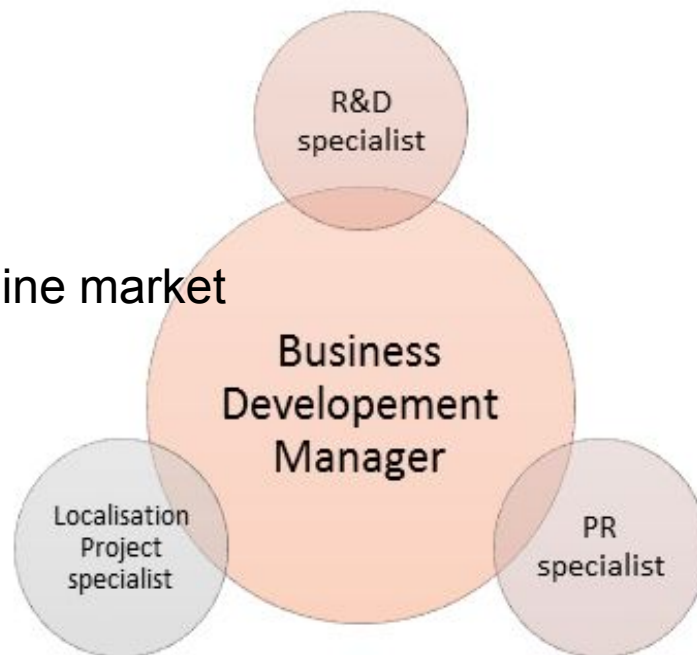 R&D
specialist
ine market
Business
Developement
Manager
Localisation
Project
specialist
PR
specialist